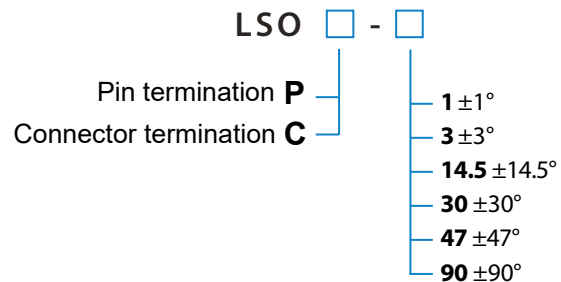 LSO □ - □
Pin termination P
Connector termination C
1 ±1°
3 ±3°
14.5 ±14.5°
30 ±30°
47 ±47°
90 ±90°